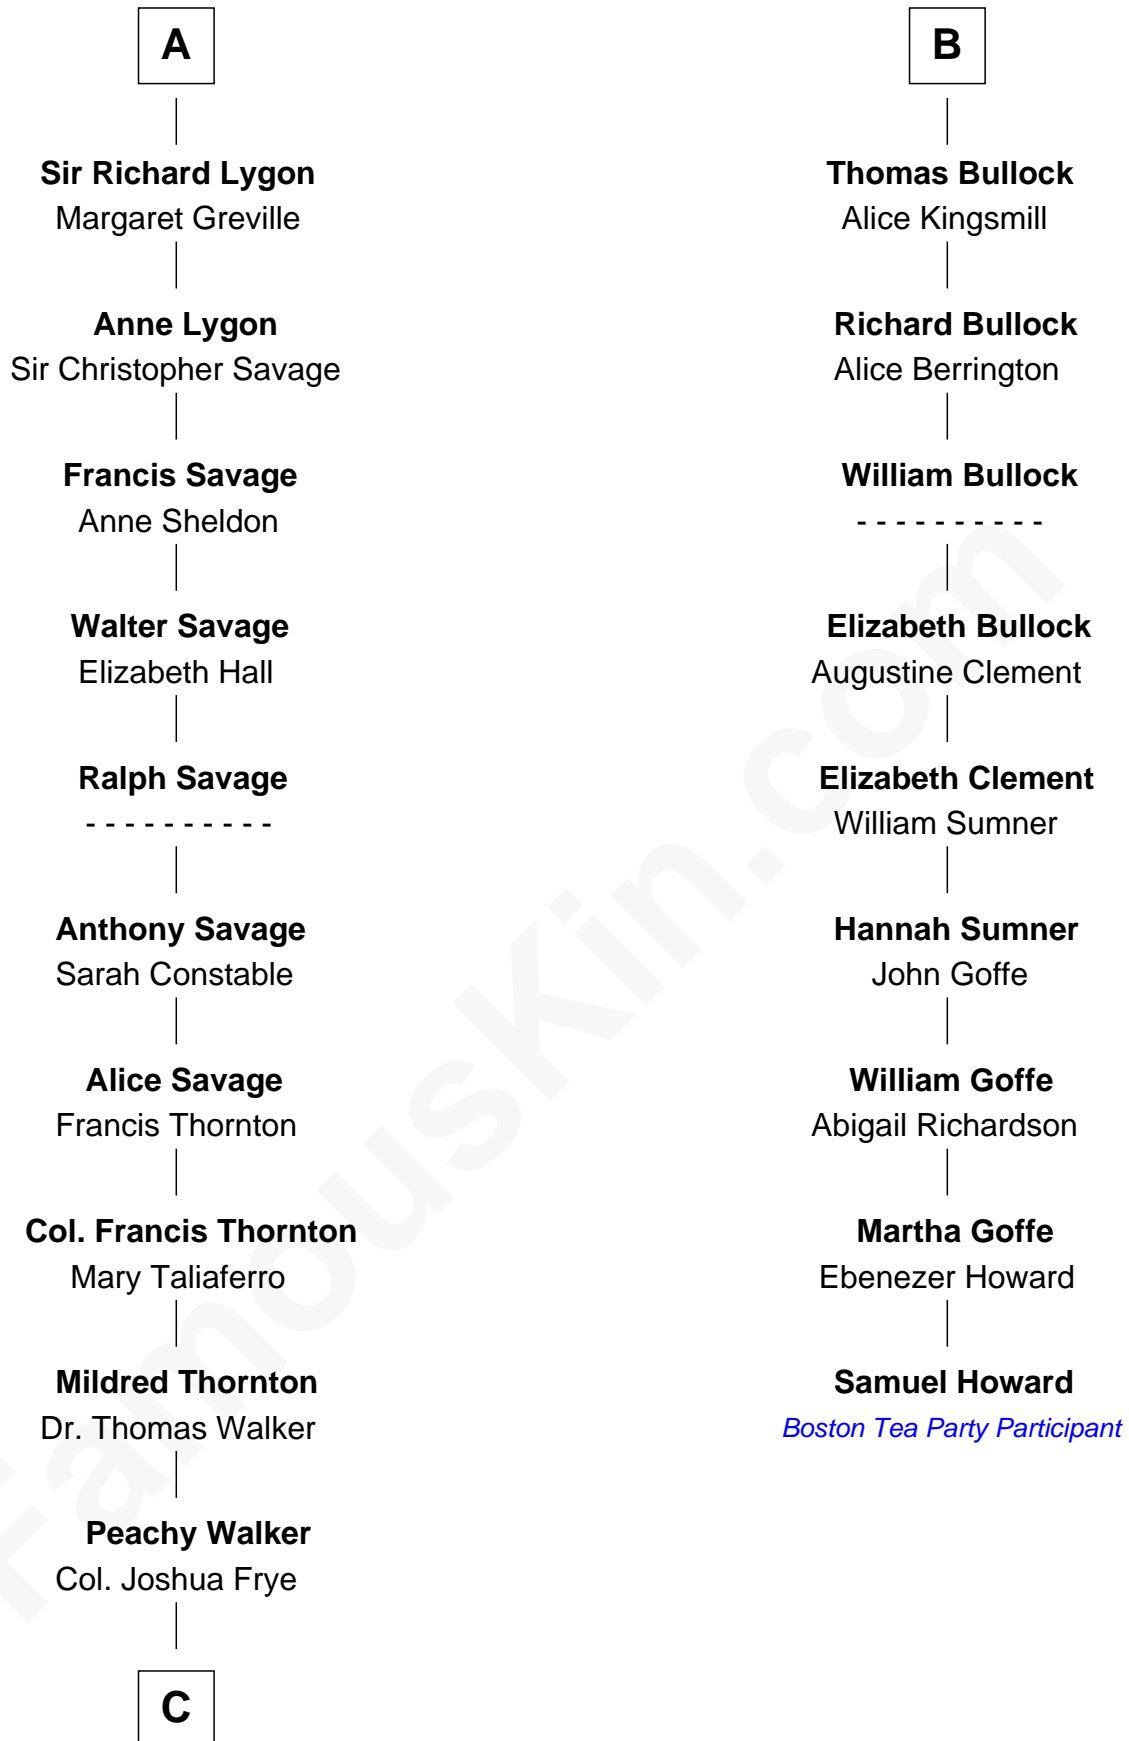 A
Sir Richard Lygon
Margaret Greville
Anne Lygon
Sir Christopher Savage
Francis Savage
Anne Sheldon
Walter Savage
Elizabeth Hall
Ralph Savage
- - - - - - - - - -
Anthony Savage
Sarah Constable
Alice Savage
Francis Thornton
Col. Francis Thornton
Mary Taliaferro
Mildred Thornton
Dr. Thomas Walker
Peachy Walker
Col. Joshua Frye
C
B
Thomas Bullock
Alice Kingsmill
Richard Bullock
Alice Berrington
William Bullock
- - - - - - - - - -
Elizabeth Bullock
Augustine Clement
Elizabeth Clement
William Sumner
Hannah Sumner
John Goffe
William Goffe
Abigail Richardson
Martha Goffe
Ebenezer Howard
Samuel Howard
Boston Tea Party Participant
FamousKin.com